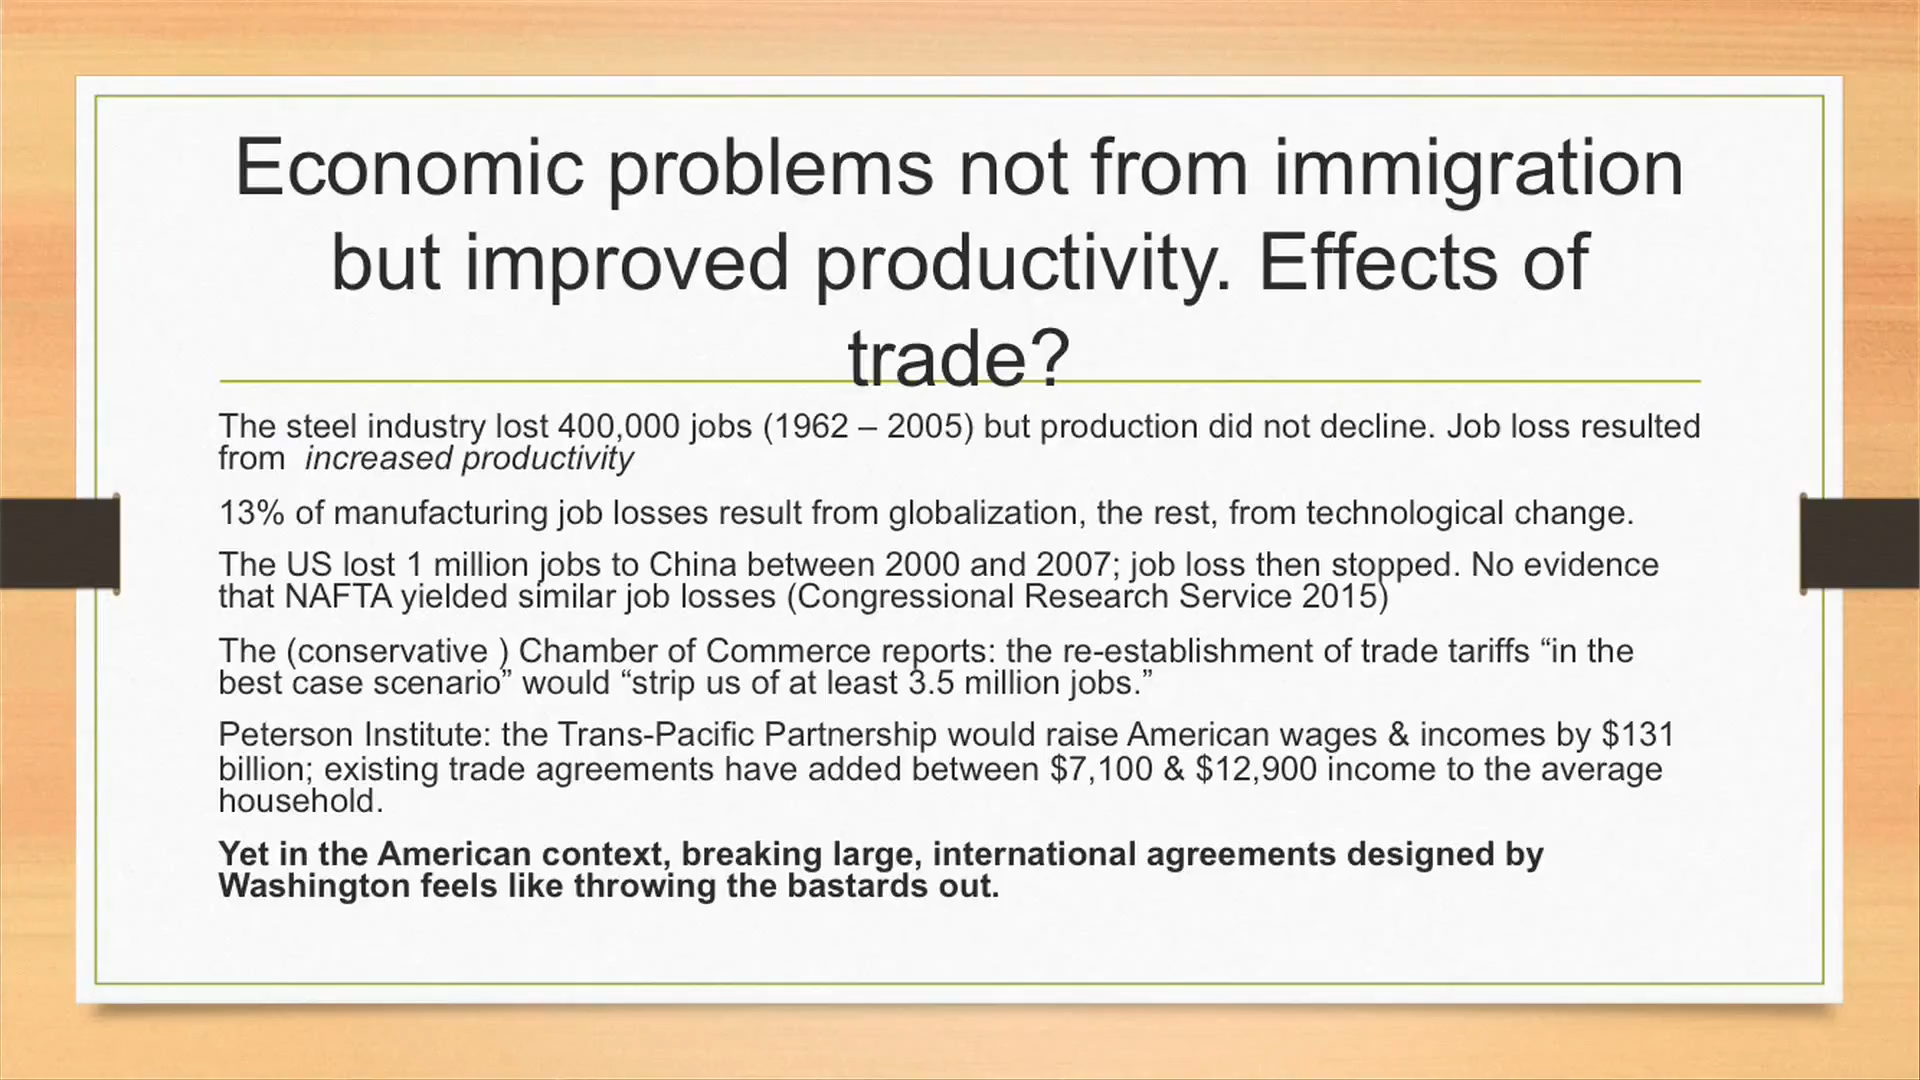 Economic problems not from immigration
but improved productivity. Effects of
trade?
The steel industry lost 400,000 jobs (1962 – 2005) but production did not decline. Job loss resulted
from  increased productivity
13% of manufacturing job losses result from globalization, the rest, from technological change.
The US lost 1 million jobs to China between 2000 and 2007; job loss then stopped. No evidence
that NAFTA yielded similar job losses (Congressional Research Service 2015)
The (conservative ) Chamber of Commerce reports: the re-establishment of trade tariffs “in the
best case scenario” would “strip us of at least 3.5 million jobs.”
Peterson Institute: the Trans-Pacific Partnership would raise American wages & incomes by $131
billion; existing trade agreements have added between $7,100 & $12,900 income to the average
household.
Yet in the American context, breaking large, international agreements designed by
Washington feels like throwing the bastards out.